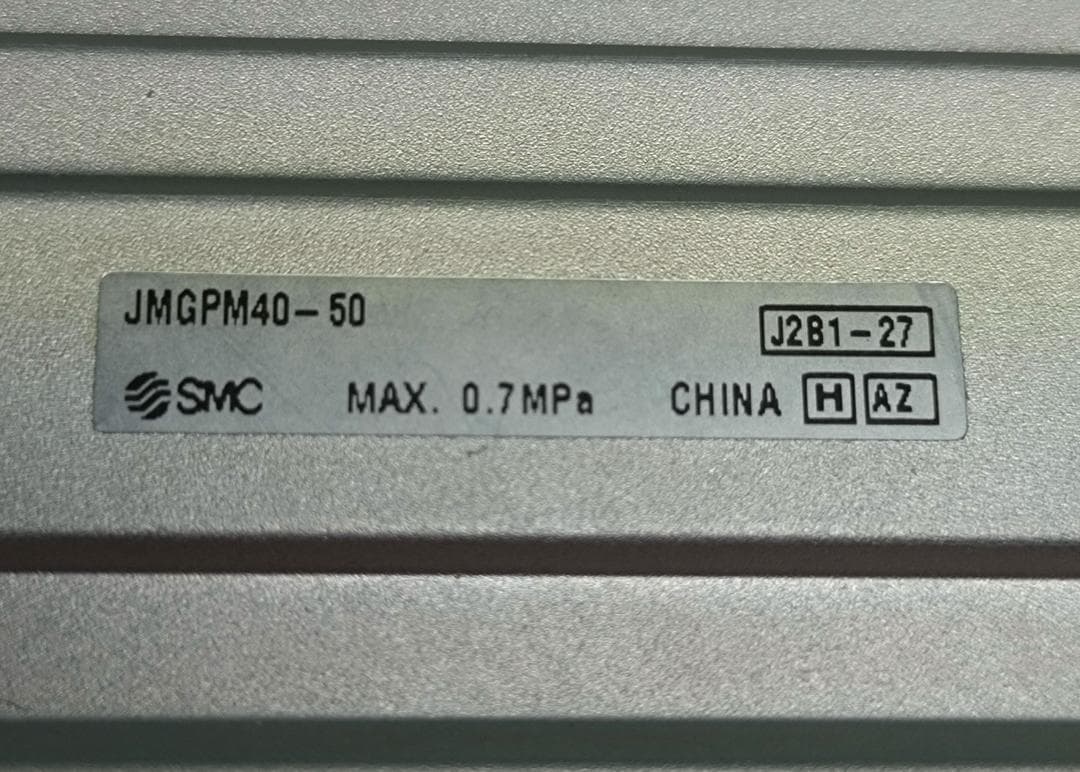 JMGPM40-50
J2B1-27
SMC MAX. 0.7MPa CHINA H AZ